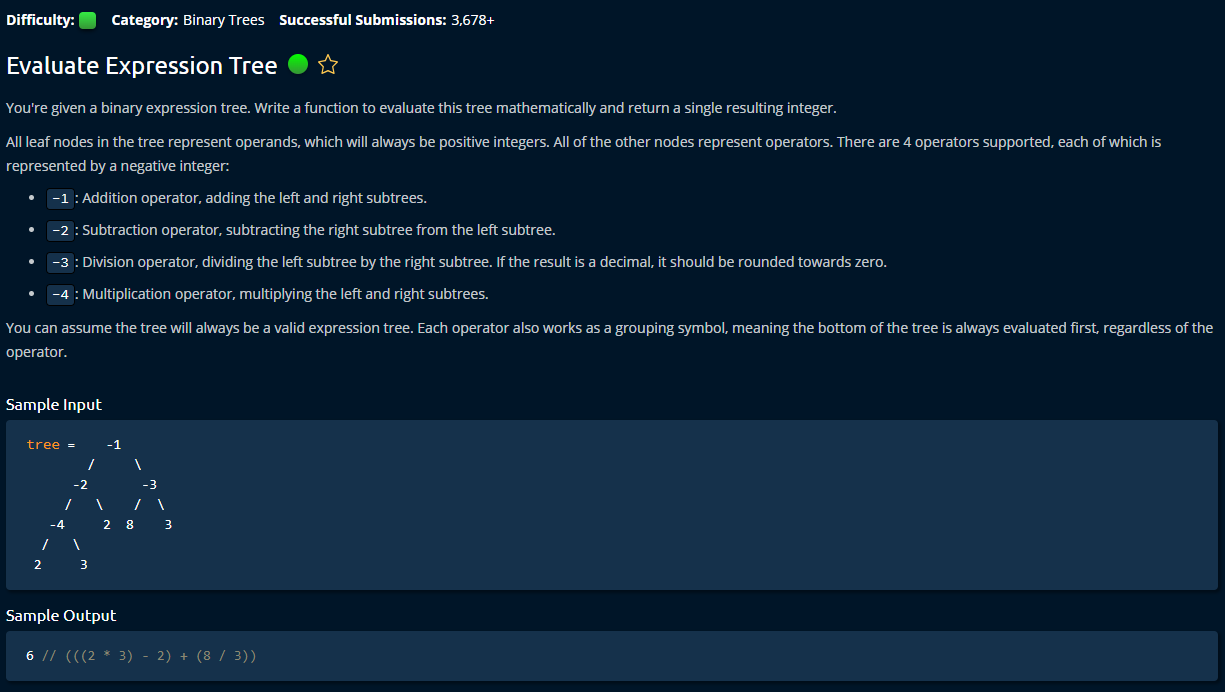 Difficulty: Category: Binary Trees Successful Submissions: 3,678+
Evaluate Expression Tree
You're given a binary expression tree. Write a function to evaluate this tree mathematically and return a single resulting integer.
All leaf nodes in the tree represent operands, which will always be positive integers. All of the other nodes represent operators. There are 4 operators supported, each of which is
represented by a negative integer:
• -1 : Addition operator, adding the left and right subtrees.
• -2 : Subtraction operator, subtracting the right subtree from the left subtree.
• -3 : Division operator, dividing the left subtree by the right subtree. If the result is a decimal, it should be rounded towards zero.
• -4 : Multiplication operator, multiplying the left and right subtrees.
You can assume the tree will always be a valid expression tree. Each operator also works as a grouping symbol, meaning the bottom of the tree is always evaluated first, regardless of the
operator.
Sample Input
tree =    -1
        /     \
      -2       -3
     /   \    /  \
   -4     2  8    3
  /   \
 2     3
Sample Output
6 // (((2 * 3) - 2) + (8 / 3))